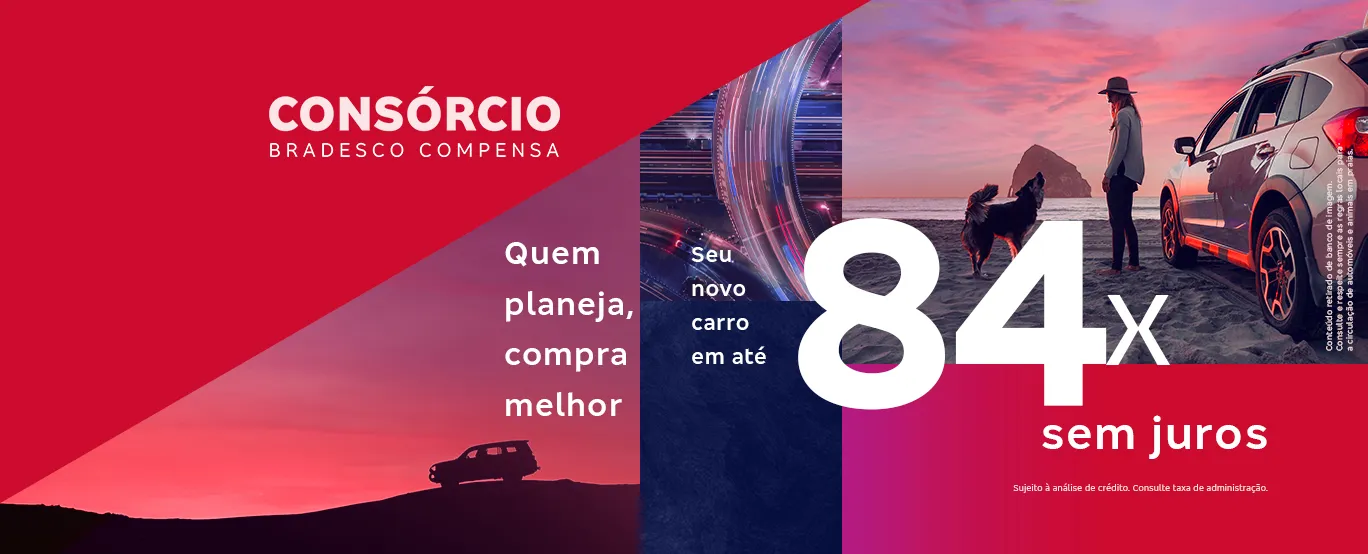 CONSÓRCIO
BRADESCO COMPENSA
Quem
planeja,
compra
melhor
Seu
novo
carro
em até
84x
sem juros
Sujeito à análise de crédito. Consulte taxa de administração.
Conteúdo retirado de banco de imagem.
Consulte e respeite sempre as regras locais para
a circulação de automóveis e animais em praias.